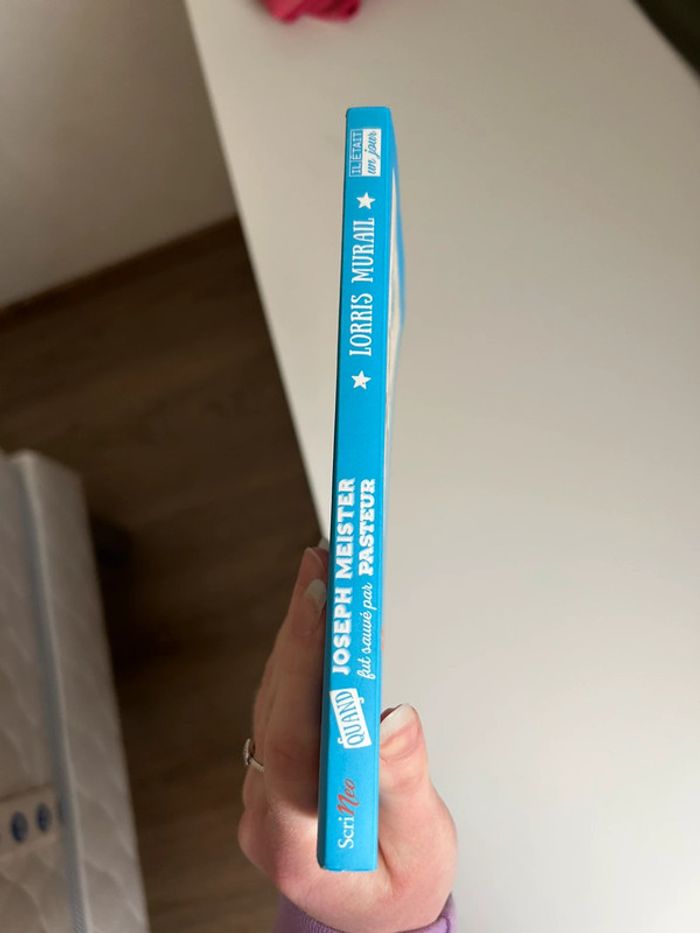 ScriNeo
QUAND
JOSEPH MEISTER
fut sauvé par PASTEUR
LORRIS MURAIL
IL ÉTAIT
un jour